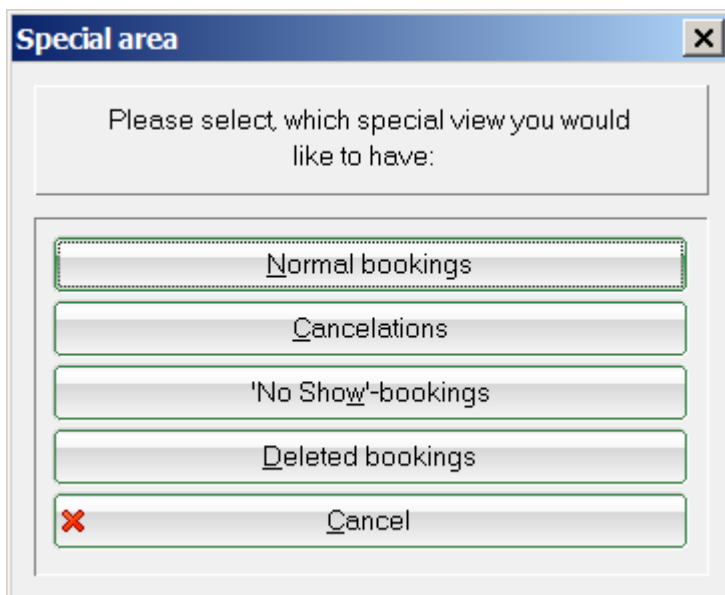 Special area
Please select, which special view you would
like to have:
Normal bookings
Cancelations
'No Show'-bookings
Deleted bookings
Cancel